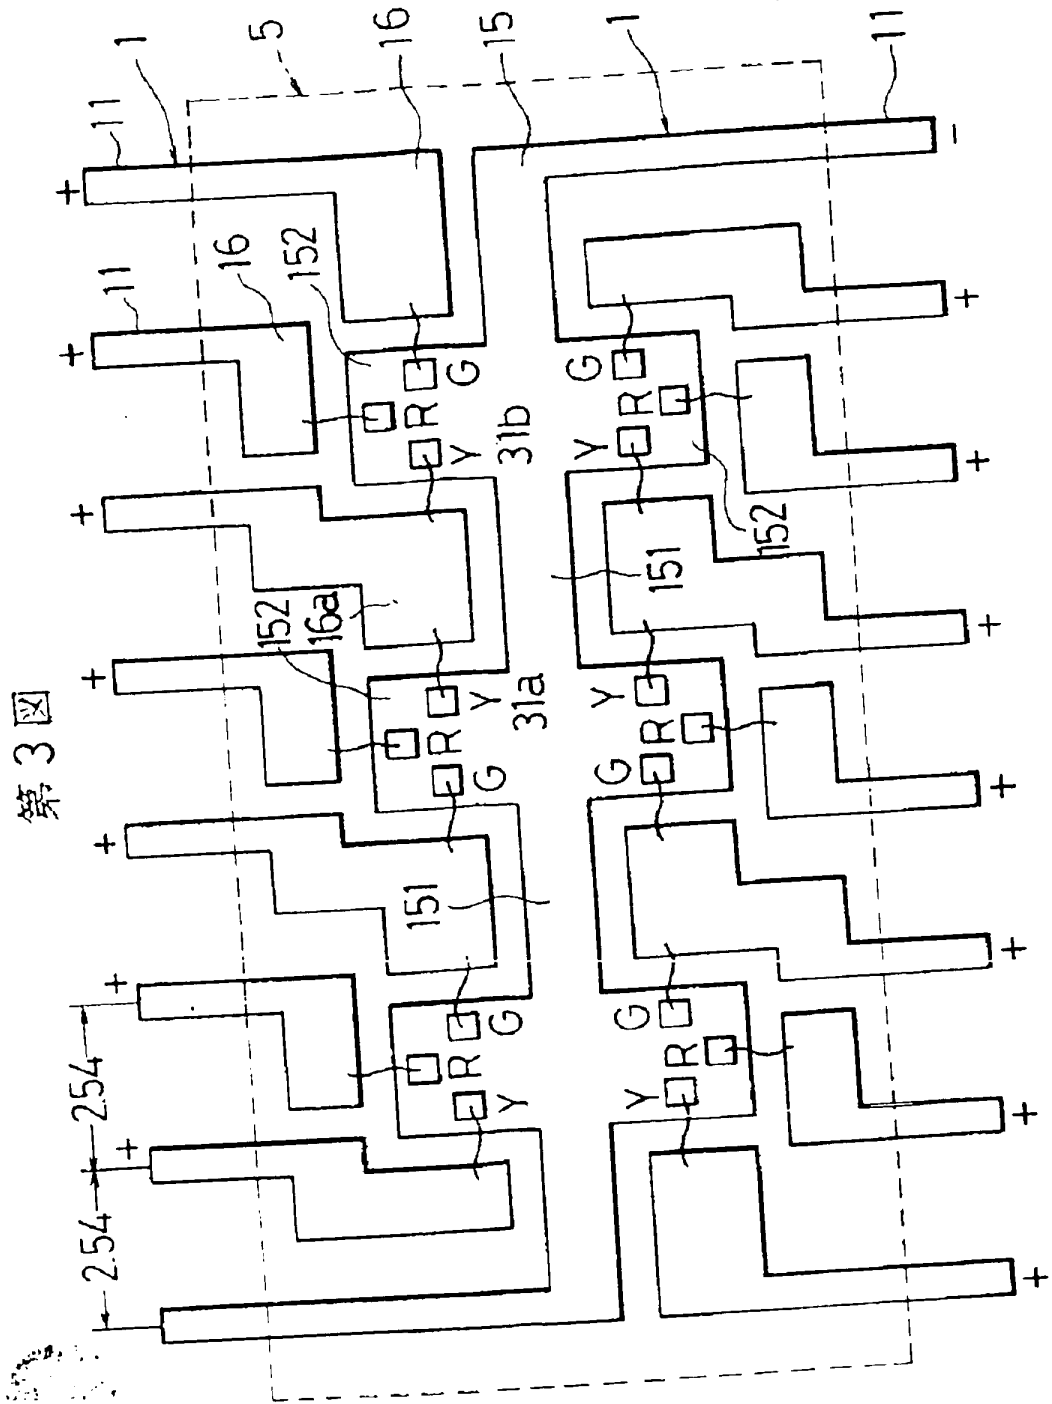 第3図
2.54
2.54
+
+
+
+
+
+
+
11
11
1
5
16
16
15
1
11
152
152
16a
151
151
152
31a
31b
Y
R
G
G
R
Y
Y
R
G
Y
R
G
G
R
Y
Y
R
G
+
+
+
+
+
+
+
−